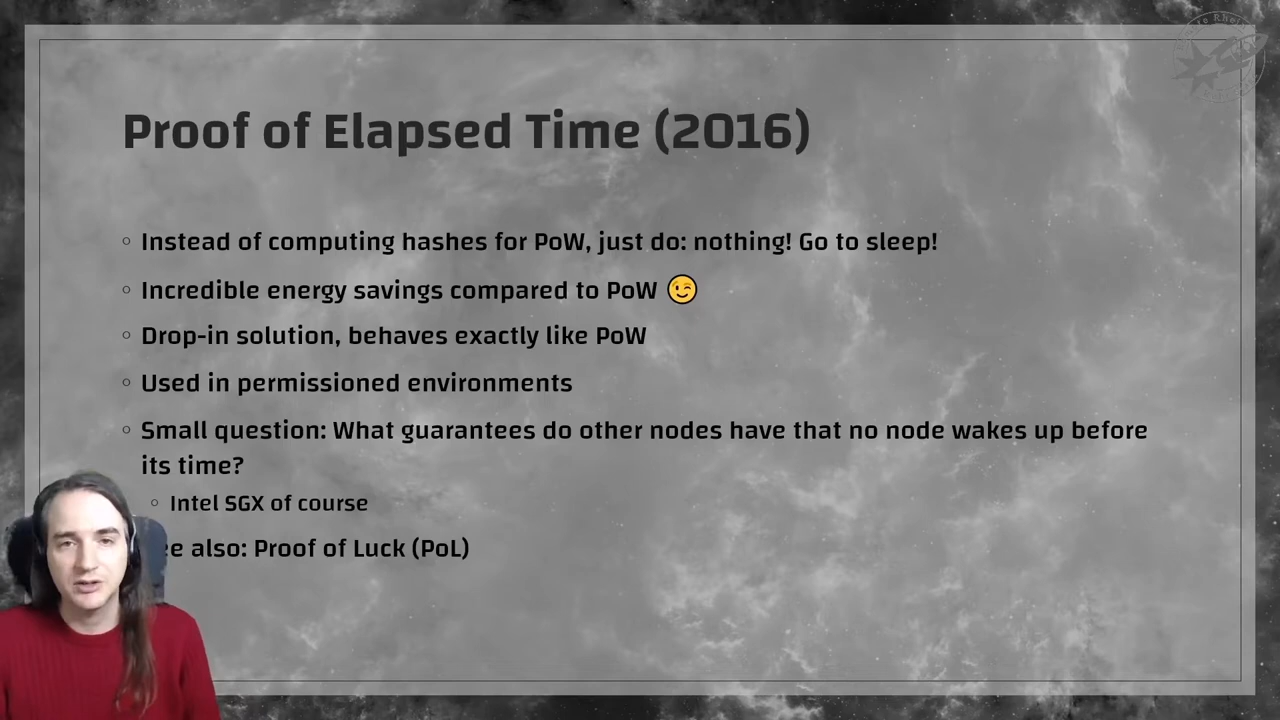 Proof of Elapsed Time (2016)
Instead of computing hashes for PoW, just do: nothing! Go to sleep!
Incredible energy savings compared to PoW 😉
Drop-in solution, behaves exactly like PoW
Used in permissioned environments
Small question: What guarantees do other nodes have that no node wakes up before
its time?
Intel SGX of course
ee also: Proof of Luck (PoL)